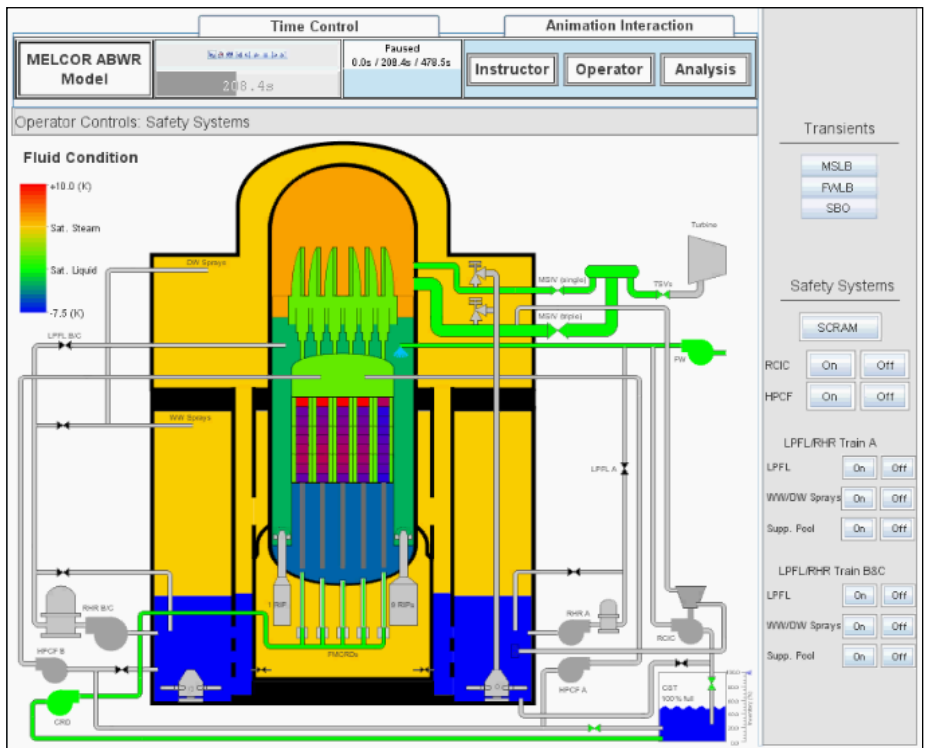 Time Control
Animation Interaction
MELCOR ABWR
Model
208.4s
Paused
0.0s / 208.4s / 478.5s
Instructor
Operator
Analysis
Operator Controls: Safety Systems
Fluid Condition
+10.0 (K)
Sat. Steam
Sat. Liquid
-7.5 (K)
DW Sprays
LPFL B/C
WW Sprays
MSIV (single)
MSIV (triple)
TSVs
Turbine
FW
LPFL A
1 RIP
9 RIPs
FMCRDs
RHR B/C
HPCF B
CRD
RHR A
RCIC
HPCF A
CST
100% full
Transients
MSLB
FWLB
SBO
Safety Systems
SCRAM
RCIC On Off
HPCF On Off
LPFL/RHR Train A
LPFL On Off
WW/DW Sprays On Off
Supp. Pool On Off
LPFL/RHR Train B&C
LPFL On Off
WW/DW Sprays On Off
Supp. Pool On Off